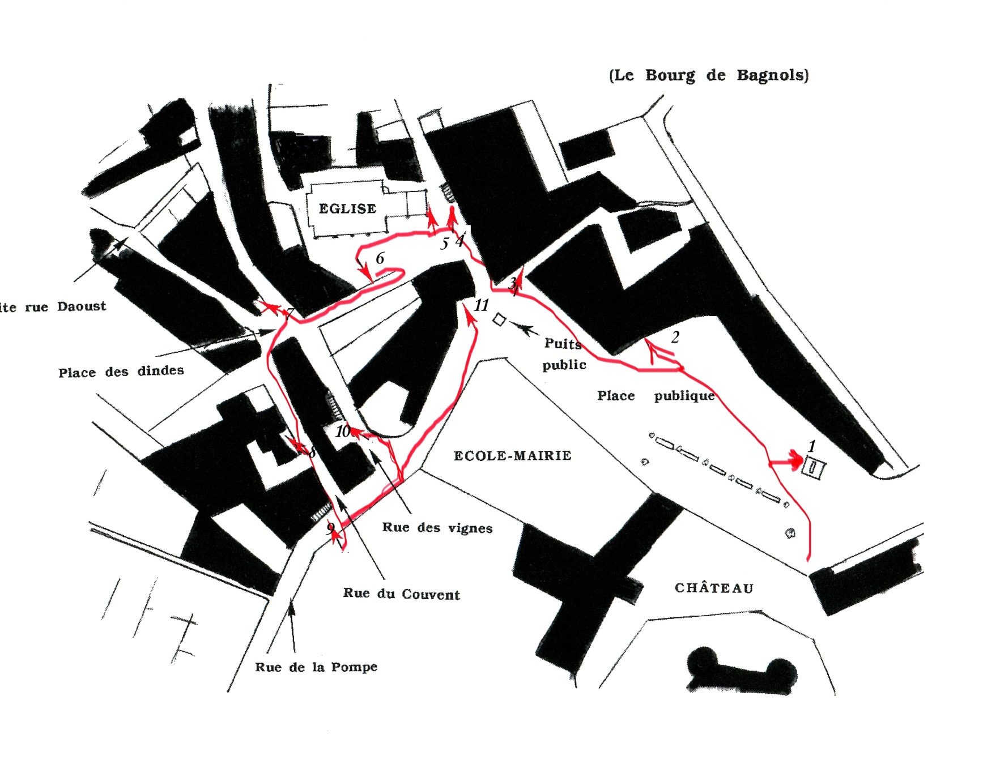 (Le Bourg de Bagnols)
EGLISE
5 4
6
3
11
7
rue Daoust
2
Puits
public
Place des dindes
Place publique
10
8
ECOLE-MAIRIE
1
9
Rue des vignes
Rue du Couvent
CHÂTEAU
Rue de la Pompe